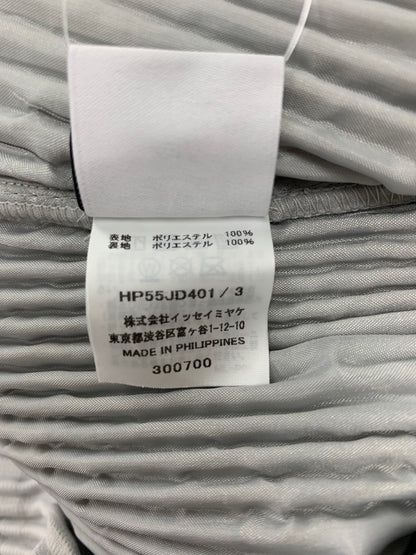 表地 ポリエステル 100%
裏地 ポリエステル 100%
HP55JD401 / 3
株式会社イッセイミヤケ
東京都渋谷区富ヶ谷1-12-10
MADE IN PHILIPPINES
300700